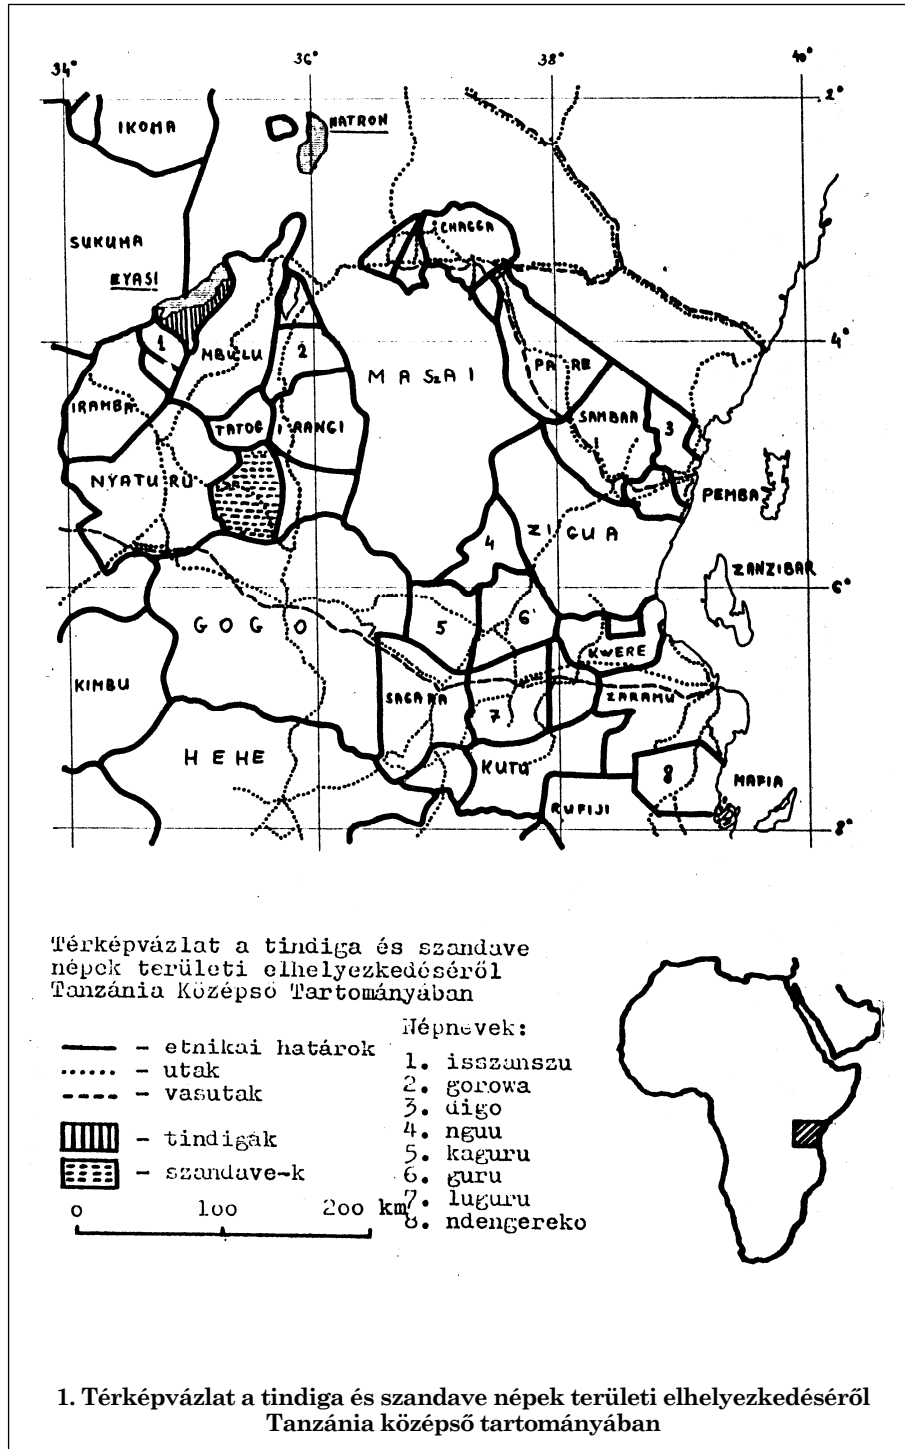 34°
36°
38°
40°
2°
IKOMA
NATRON
SUKUMA
CHAGGA
EYASI
4°
1
MBULU
2
MASZAI
PARE
IRAMBA
TATOG
IRANGI
SAMBAA
3
NYATURU
PEMBA
4
ZIGUA
ZANZIBAR
6°
GOGO
5
6
KWERE
KIMBU
SAGARA
7
ZARAMU
HEHE
KUTU
8
MAFIA
RUFIJI
8°
Térképvázlat a tindiga és szandave
népek területi elhelyezkedéséről
Tanzánia Középső Tartományában
— etnikai határok
— utak
— vasutak
— tindigák
— szandave-k
0 100 200 km
Népnevek:
1. isszanszu
2. gorowa
3. digo
4. nguu
5. kaguru
6. guru
7. luguru
8. ndengereko
1. Térképvázlat a tindiga és szandave népek területi elhelyezkedéséről
Tanzánia középső tartományában